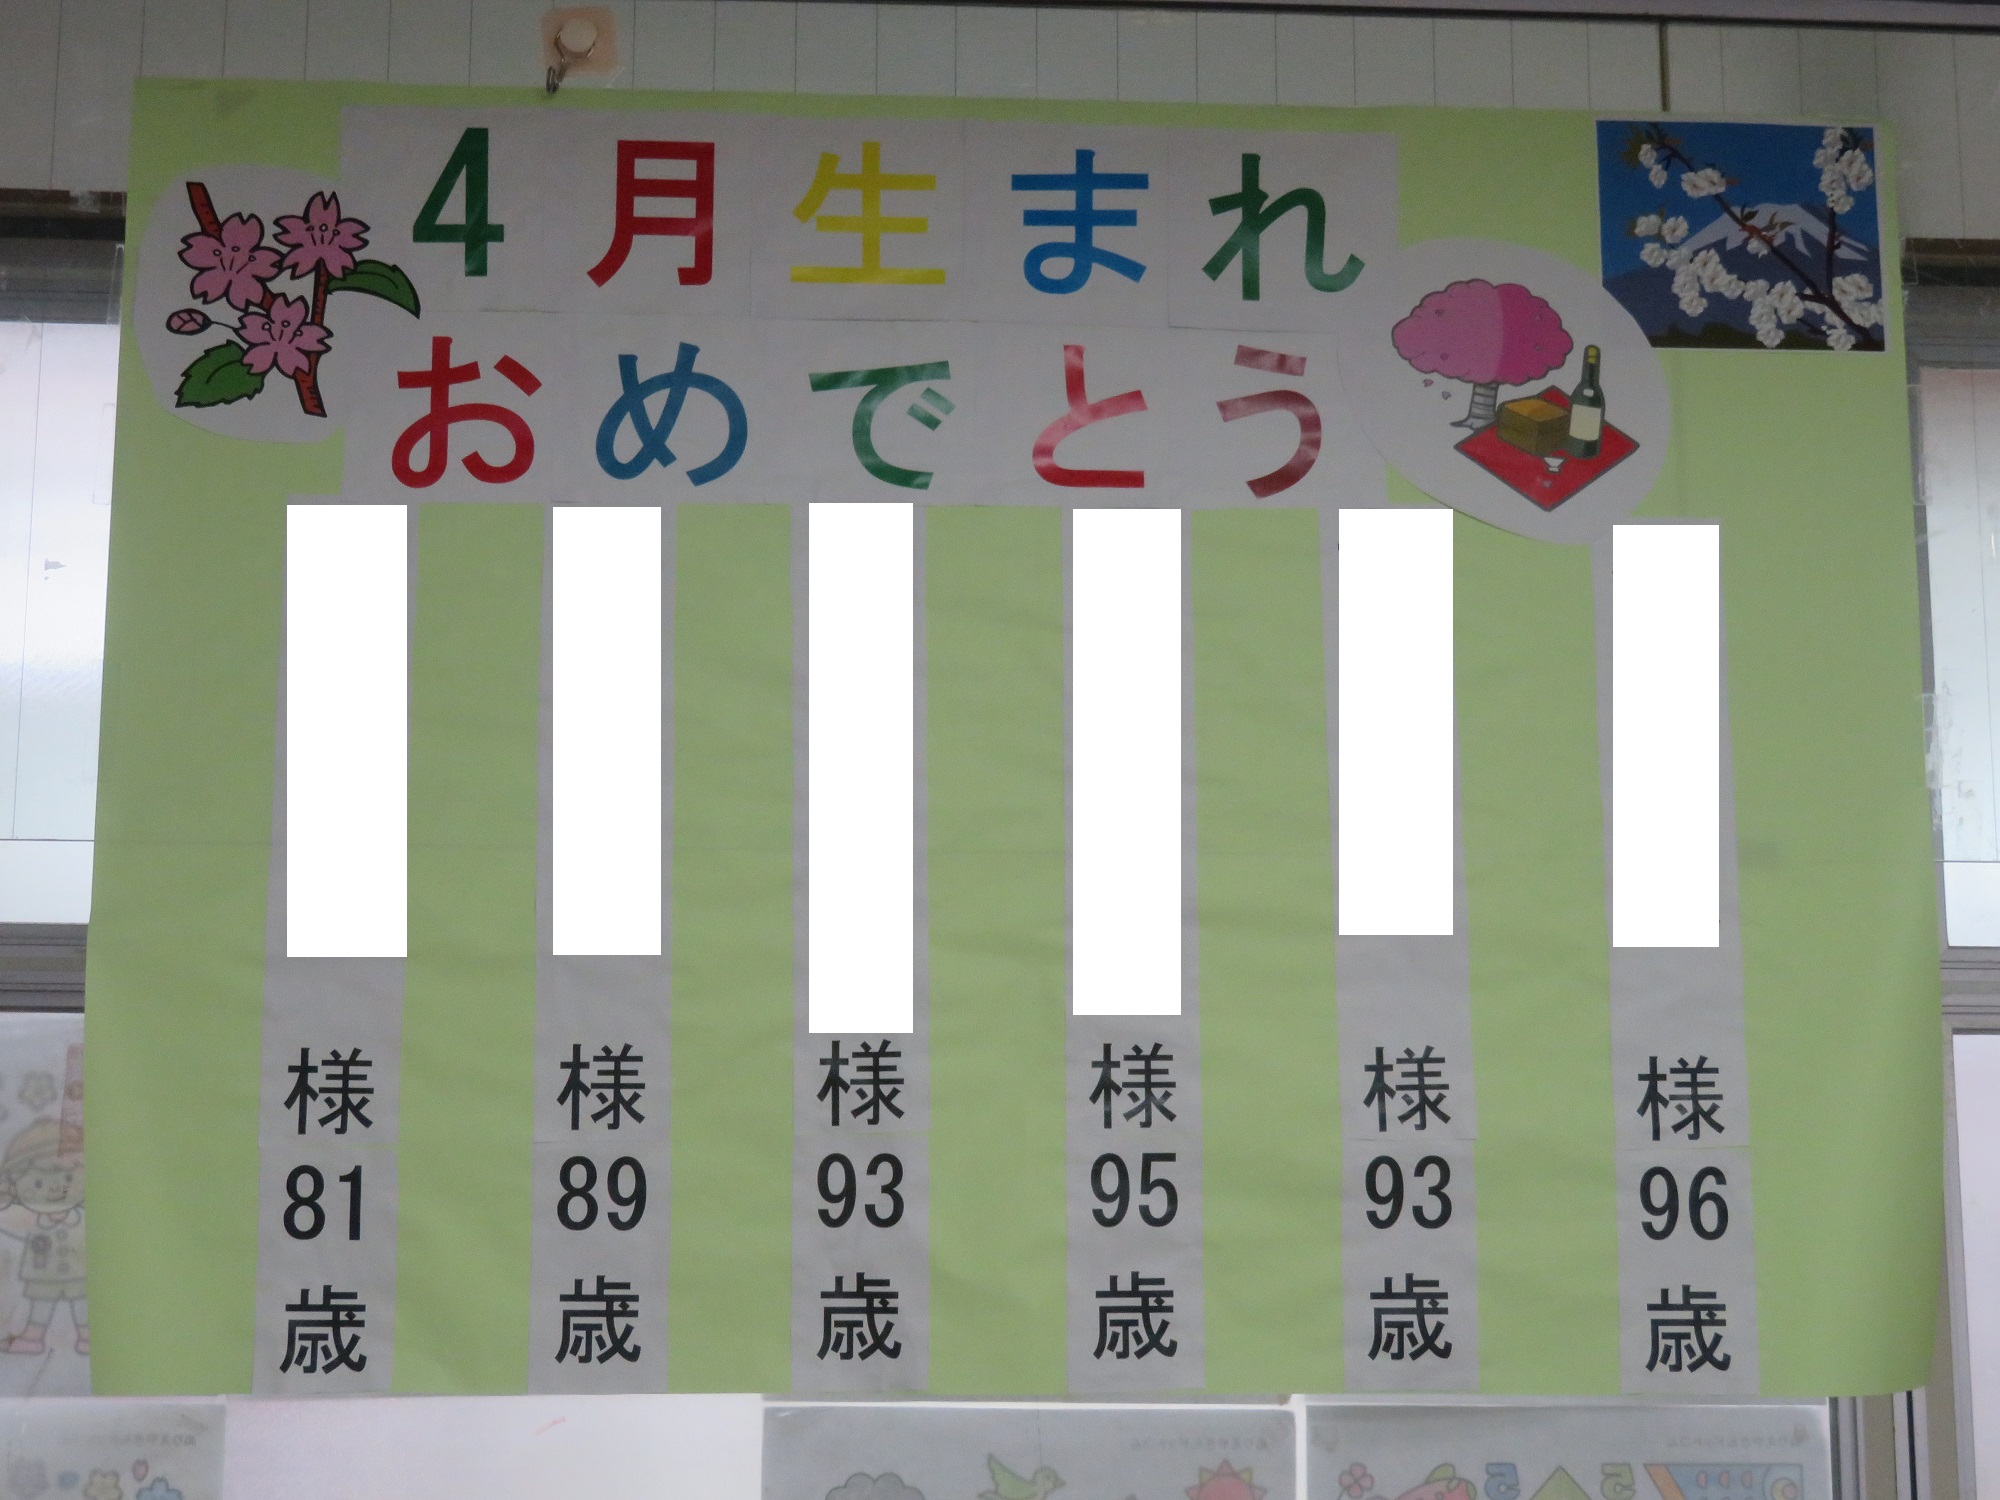 4月生まれ
おめでとう
様 81 歳
様 89 歳
様 93 歳
様 95 歳
様 93 歳
様 96 歳